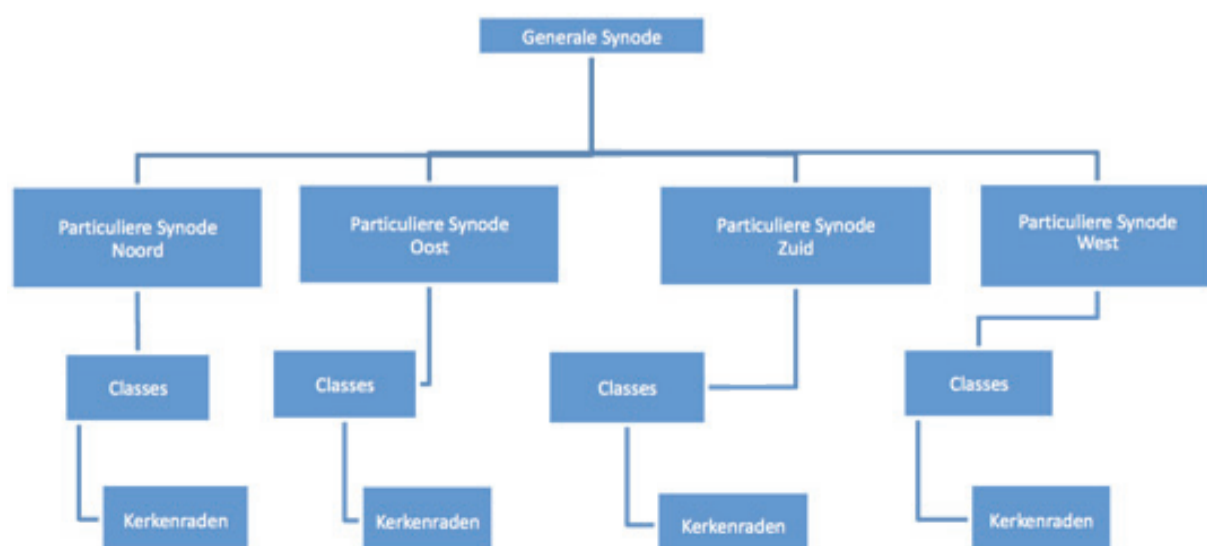 Generale Synode
Particuliere Synode
Noord
Particuliere Synode
Oost
Particuliere Synode
Zuid
Particuliere Synode
West
Classes
Classes
Classes
Classes
Kerkenraden
Kerkenraden
Kerkenraden
Kerkenraden